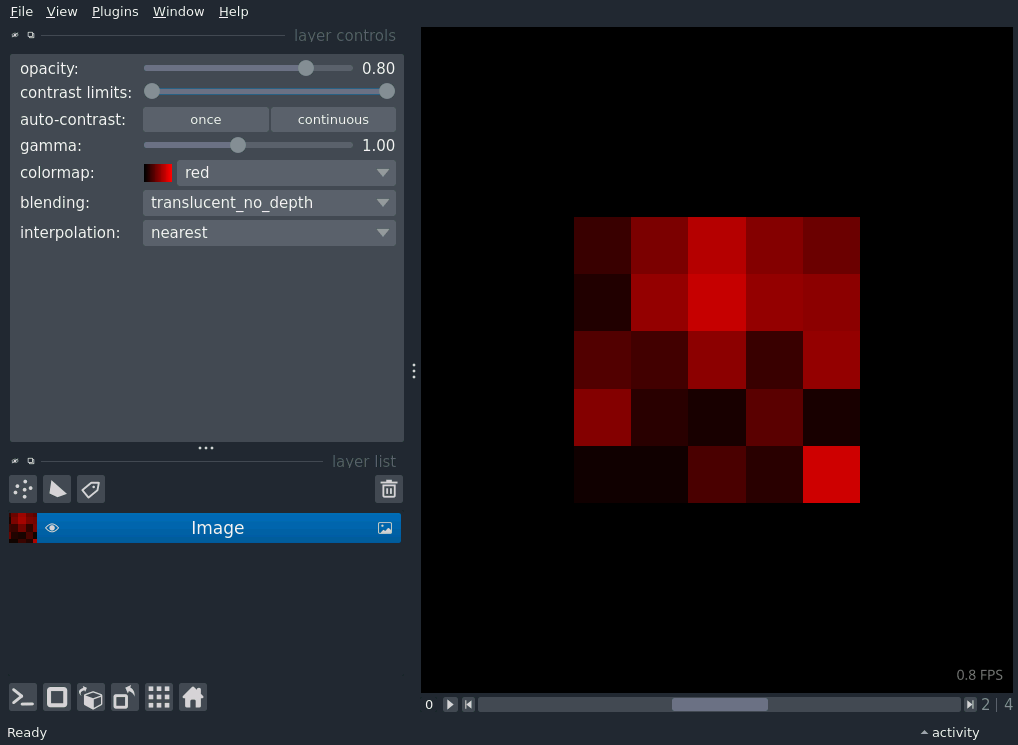 File View Plugins Window Help
layer controls
opacity: 0.80
contrast limits:
auto-contrast: once continuous
gamma: 1.00
colormap: red
blending: translucent_no_depth
interpolation: nearest
layer list
Image
0.8 FPS
0 2 | 4
Ready activity